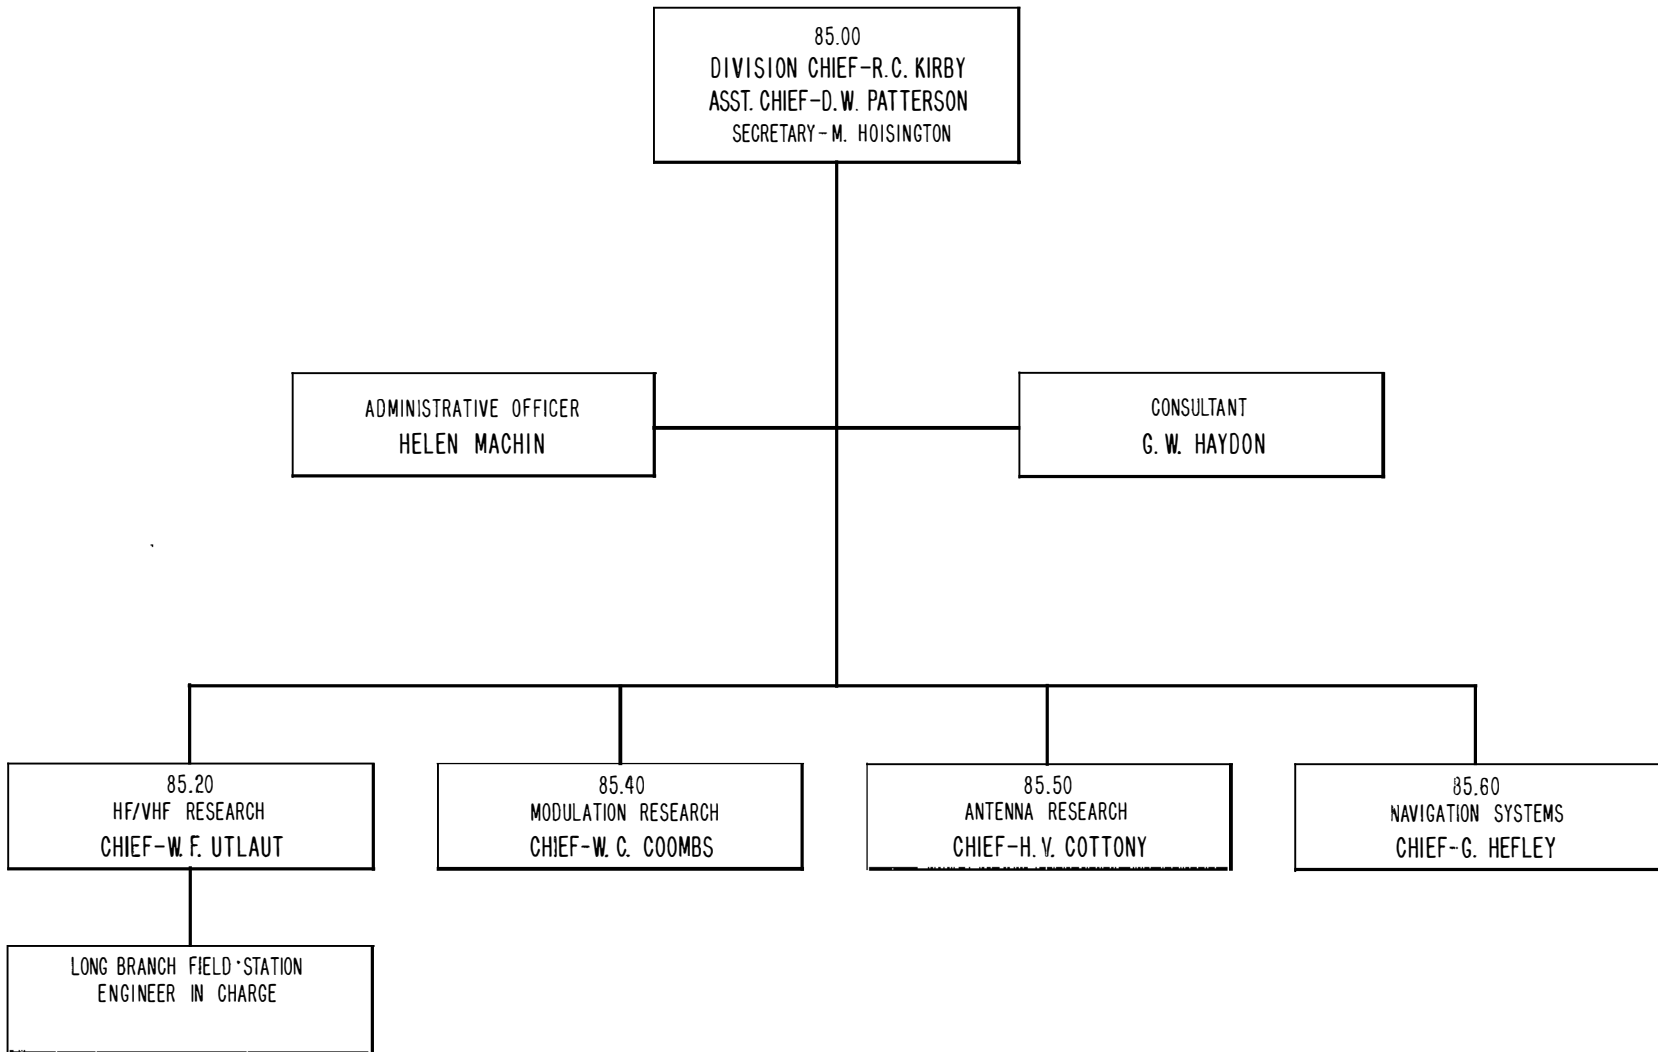 85.00
DIVISION CHIEF-R.C. KIRBY
ASST. CHIEF-D.W. PATTERSON
SECRETARY-M. HOISINGTON
ADMINISTRATIVE OFFICER
HELEN MACHIN
CONSULTANT
G. W. HAYDON
85.20
HF/VHF RESEARCH
CHIEF-W. F. UTLAUT
85.40
MODULATION RESEARCH
CHIEF-W. C. COOMBS
85.50
ANTENNA RESEARCH
CHIEF-H. V. COTTONY
85.60
NAVIGATION SYSTEMS
CHIEF-G. HEFLEY
LONG BRANCH FIELD STATION
ENGINEER IN CHARGE